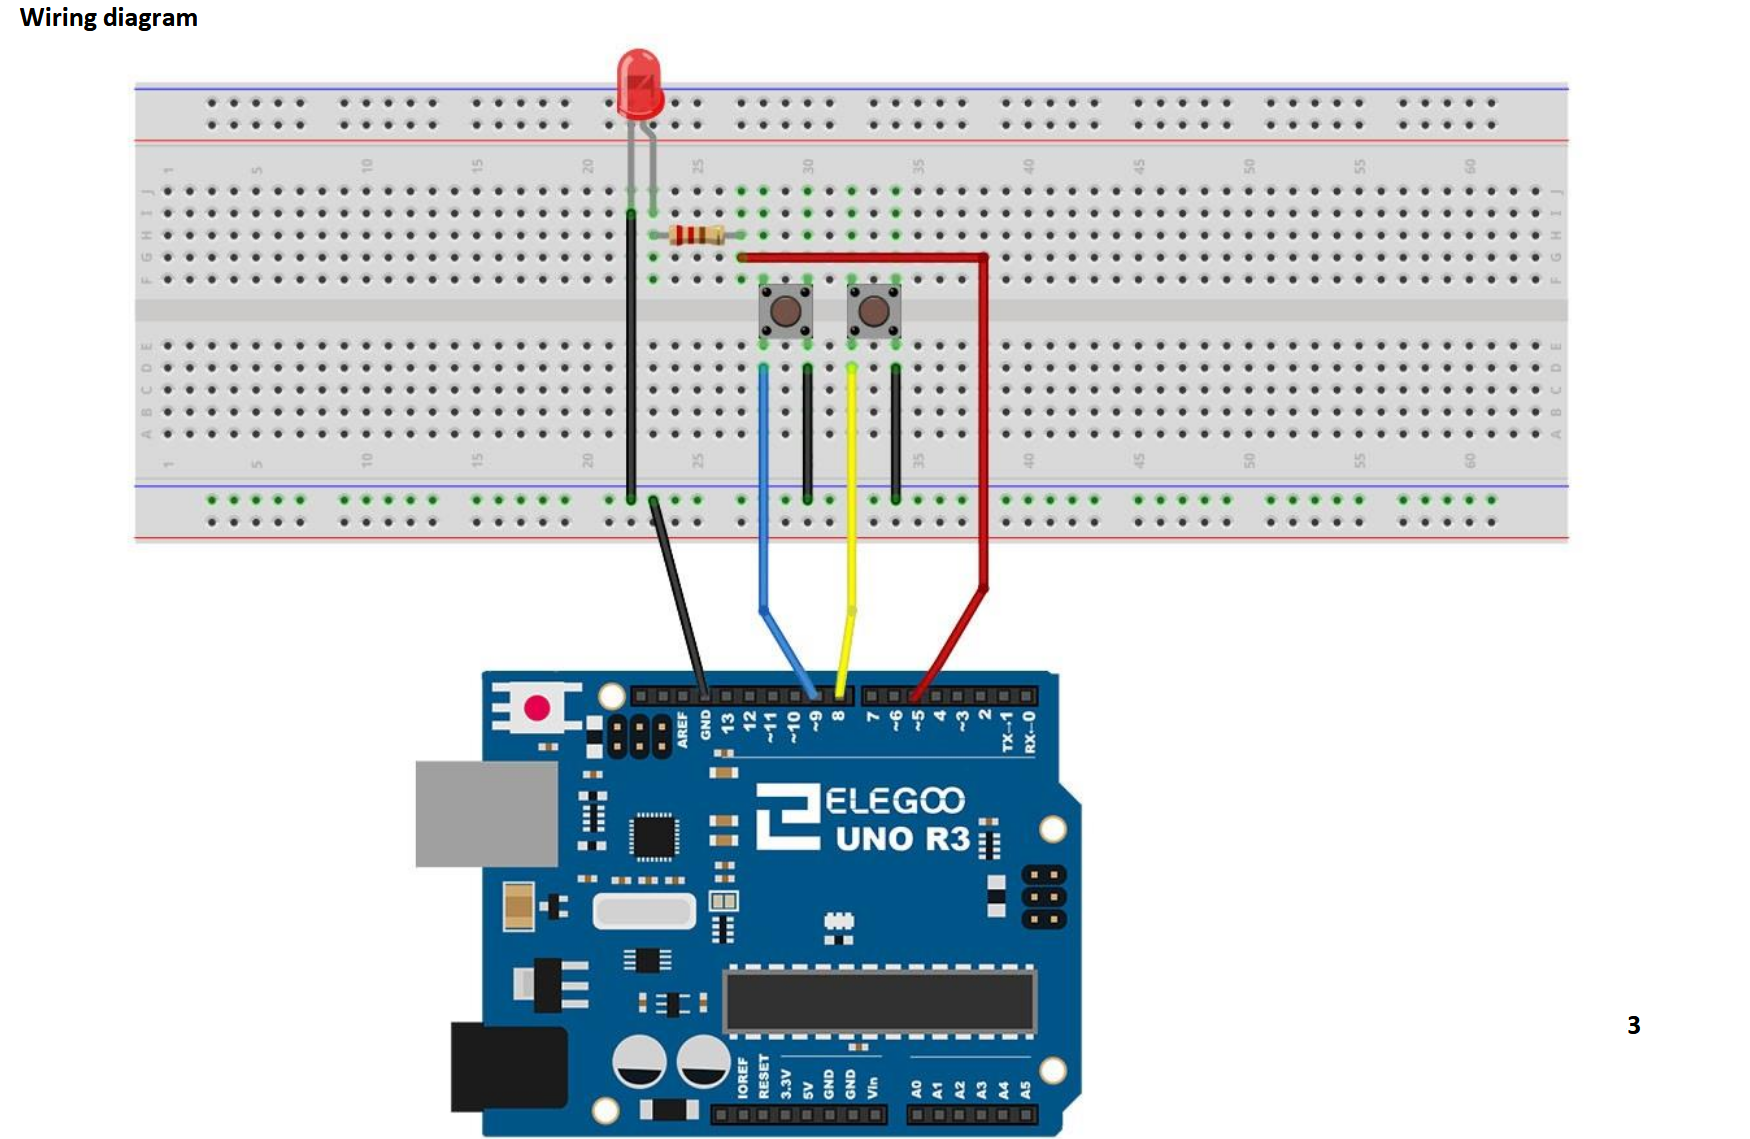 Wiring diagram
1 5 10 15 20 25 30 35 40 45 50 55 60
J J
I I
H H
G G
F F
E E
D D
C C
B B
A A
1 5 10 15 20 25 30 35 40 45 50 55 60
AREF GND 13 12 ~11 ~10 ~9 8 7 ~6 ~5 4 ~3 2 TX→1 RX←0
ELEGOO
UNO R3
3
IOREF RESET 3.3V 5V GND GND Vin A0 A1 A2 A3 A4 A5